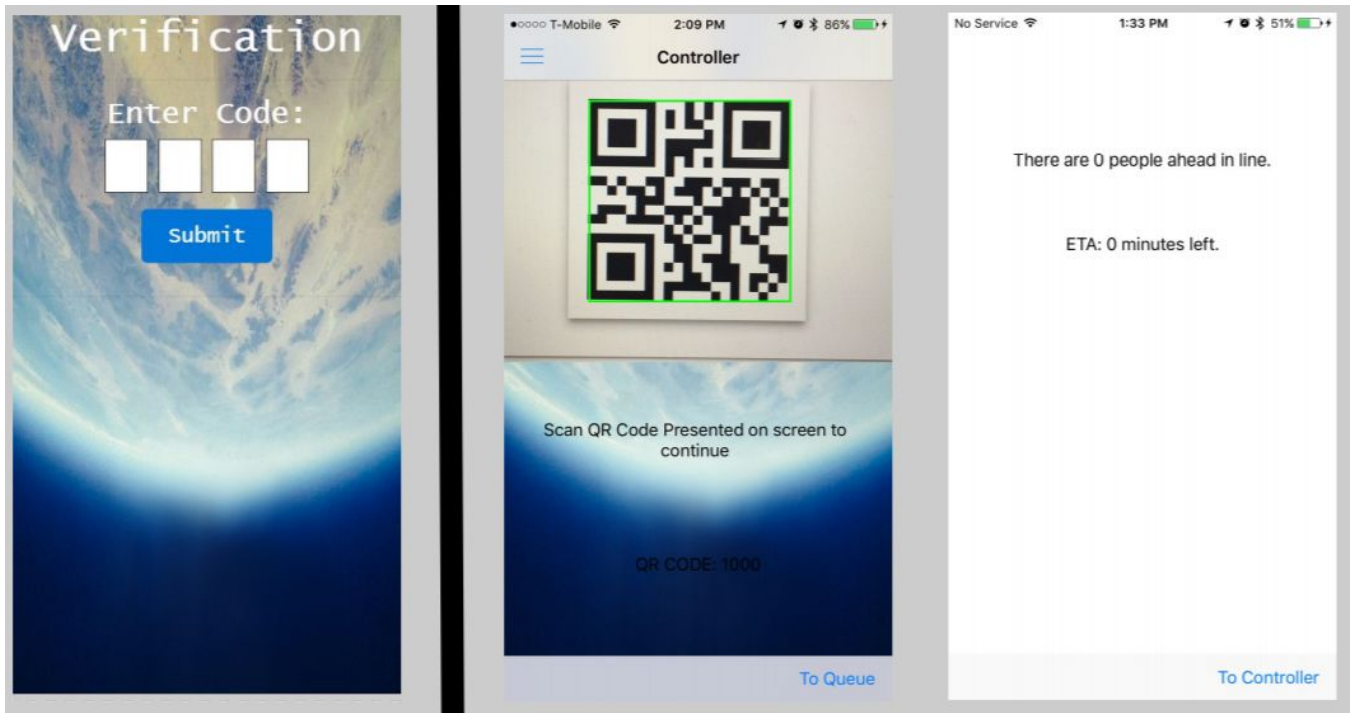 Verification
Enter Code:
Submit
T-Mobile 2:09 PM 86%
Controller
Scan QR Code Presented on screen to
continue
QR CODE: 1000
To Queue
No Service 1:33 PM 51%
There are 0 people ahead in line.
ETA: 0 minutes left.
To Controller